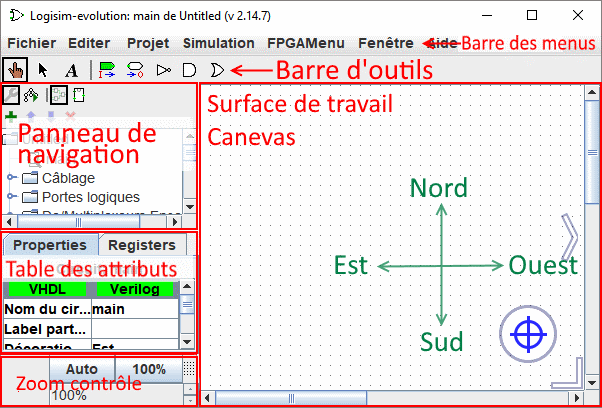 Logisim-evolution: main de Untitled (v 2.14.7)
Fichier Editer Projet Simulation FPGAMenu Fenêtre Aide
Barre des menus
A
Barre d'outils
Surface de travail
Canevas
Panneau de
navigation
Câblage
Portes logiques
Nord
Est
Ouest
Sud
Properties Registers
Table des attributs
VHDL Verilog
Nom du cir... main
Label part...
Est
Auto 100%
Zoom contrôle
100%